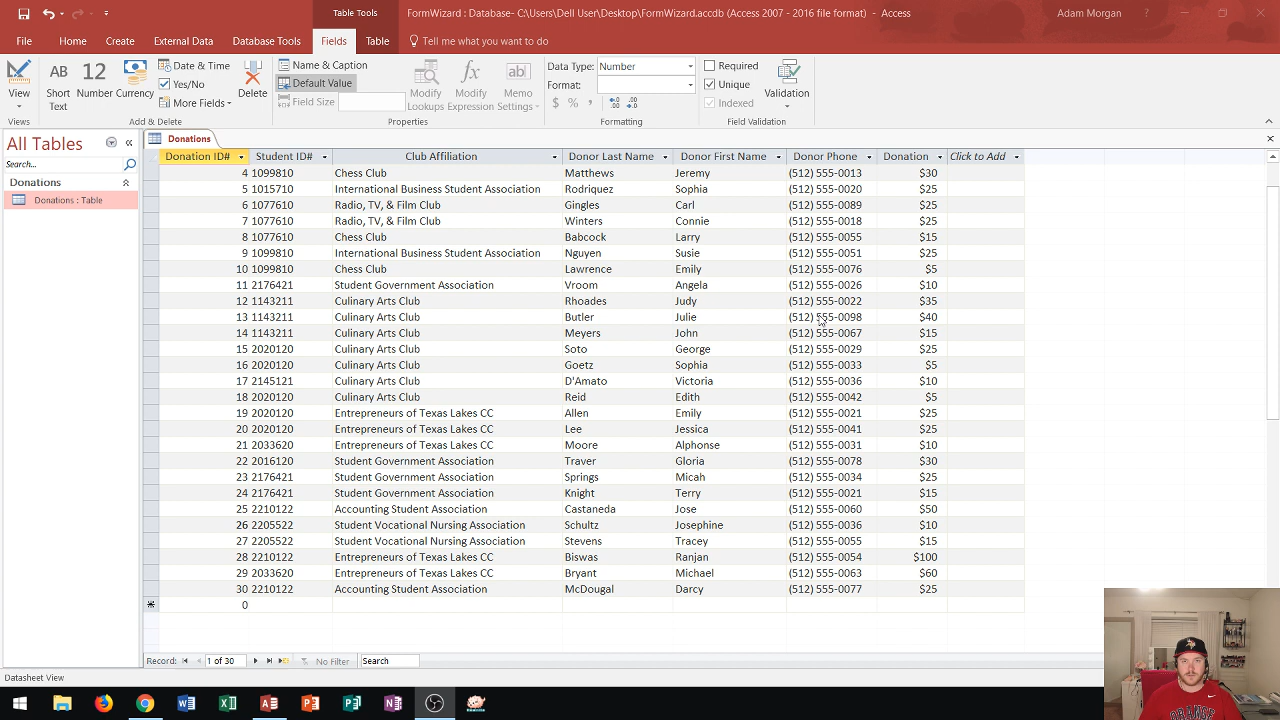 Table Tools
FormWizard : Database- C:\Users\Dell User\Desktop\FormWizard.accdb (Access 2007 - 2016 file format) - Access
Adam Morgan
File Home Create External Data Database Tools Fields Table Tell me what you want to do
View
Views
AB
Short Text
12
Number
Currency
Date & Time
Yes/No
More Fields
Add & Delete
Delete
Name & Caption
Default Value
Field Size
Modify Lookups
Modify Expression
Memo Settings
Properties
Data Type: Number
Format:
$ % ,
Formatting
Required
Unique
Indexed
Validation
Field Validation
All Tables
Search...
Donations
Donations : Table
Donations
Donation ID# Student ID# Club Affiliation Donor Last Name Donor First Name Donor Phone Donation Click to Add
4 1099810 Chess Club Matthews Jeremy (512) 555-0013 $30
5 1015710 International Business Student Association Rodriquez Sophia (512) 555-0020 $25
6 1077610 Radio, TV, & Film Club Gingles Carl (512) 555-0089 $25
7 1077610 Radio, TV, & Film Club Winters Connie (512) 555-0018 $25
8 1077610 Chess Club Babcock Larry (512) 555-0055 $15
9 1099810 International Business Student Association Nguyen Susie (512) 555-0051 $25
10 1099810 Chess Club Lawrence Emily (512) 555-0076 $5
11 2176421 Student Government Association Vroom Angela (512) 555-0026 $10
12 1143211 Culinary Arts Club Rhoades Judy (512) 555-0022 $35
13 1143211 Culinary Arts Club Butler Julie (512) 555-0098 $40
14 1143211 Culinary Arts Club Meyers John (512) 555-0067 $15
15 2020120 Culinary Arts Club Soto George (512) 555-0029 $25
16 2020120 Culinary Arts Club Goetz Sophia (512) 555-0033 $5
17 2145121 Culinary Arts Club D'Amato Victoria (512) 555-0036 $10
18 2020120 Culinary Arts Club Reid Edith (512) 555-0042 $5
19 2020120 Entrepreneurs of Texas Lakes CC Allen Emily (512) 555-0021 $25
20 2020120 Entrepreneurs of Texas Lakes CC Lee Jessica (512) 555-0041 $25
21 2033620 Entrepreneurs of Texas Lakes CC Moore Alphonse (512) 555-0031 $10
22 2016120 Student Government Association Traver Gloria (512) 555-0078 $30
23 2176421 Student Government Association Springs Micah (512) 555-0034 $25
24 2176421 Student Government Association Knight Terry (512) 555-0021 $15
25 2210122 Accounting Student Association Castaneda Jose (512) 555-0060 $50
26 2205522 Student Vocational Nursing Association Schultz Josephine (512) 555-0036 $10
27 2205522 Student Vocational Nursing Association Stevens Tracey (512) 555-0055 $15
28 2210122 Entrepreneurs of Texas Lakes CC Biswas Ranjan (512) 555-0054 $100
29 2033620 Entrepreneurs of Texas Lakes CC Bryant Michael (512) 555-0063 $60
30 2210122 Accounting Student Association McDougal Darcy (512) 555-0077 $25
0
Record: 1 of 30 No Filter Search
Datasheet View